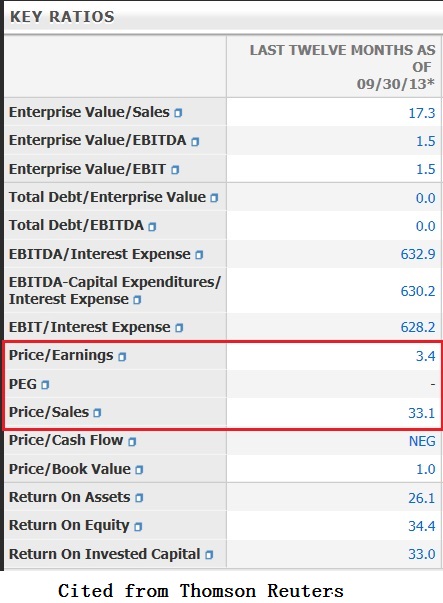 KEY RATIOS
LAST TWELVE MONTHS AS
OF
09/30/13*
Enterprise Value/Sales 17.3
Enterprise Value/EBITDA 1.5
Enterprise Value/EBIT 1.5
Total Debt/Enterprise Value 0.0
Total Debt/EBITDA 0.0
EBITDA/Interest Expense 632.9
EBITDA-Capital Expenditures/
Interest Expense 630.2
EBIT/Interest Expense 628.2
Price/Earnings 3.4
PEG -
Price/Sales 33.1
Price/Cash Flow NEG
Price/Book Value 1.0
Return On Assets 26.1
Return On Equity 34.4
Return On Invested Capital 33.0
Cited from Thomson Reuters